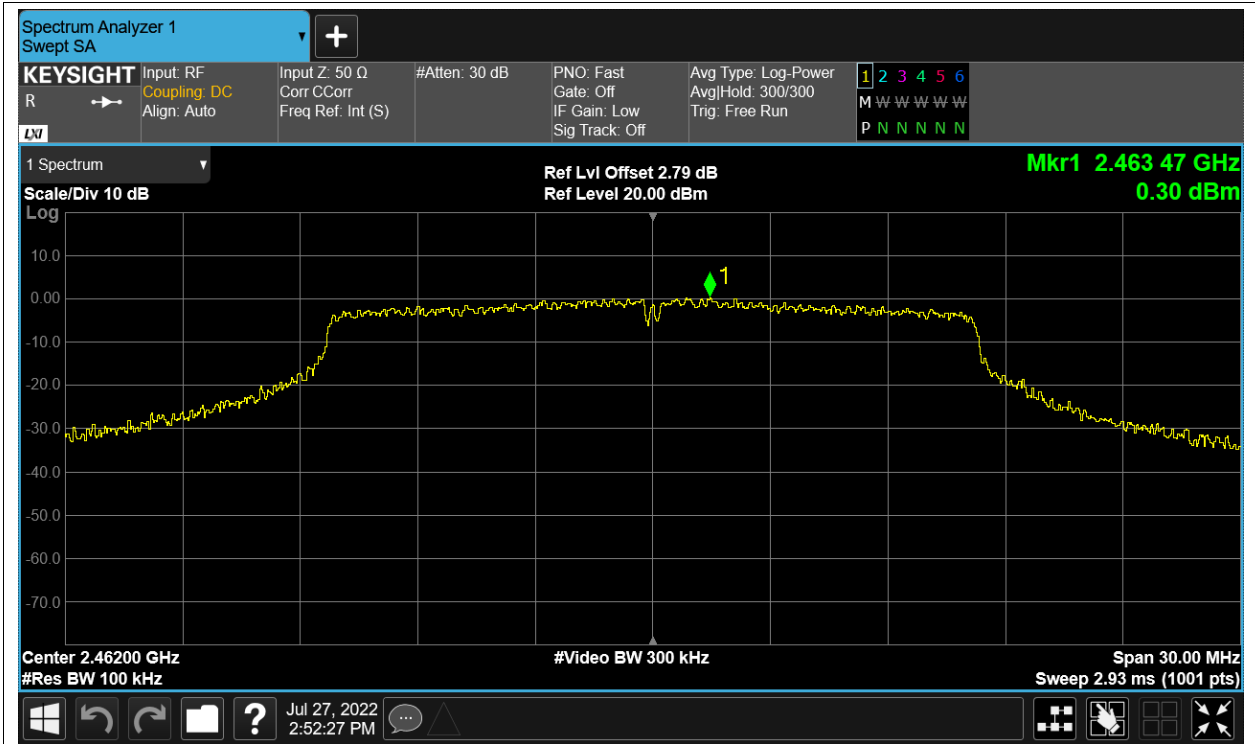 Spectrum Analyzer 1
Swept SA
KEYSIGHT
R
LXI
Input: RF
Coupling: DC
Align: Auto
Input Z: 50 Ω
Corr CCorr
Freq Ref: Int (S)
#Atten: 30 dB
PNO: Fast
Gate: Off
IF Gain: Low
Sig Track: Off
Avg Type: Log-Power
Avg|Hold: 300/300
Trig: Free Run
1 2 3 4 5 6
M W W W W W
P N N N N N
1 Spectrum
Scale/Div 10 dB
Log
Ref Lvl Offset 2.79 dB
Ref Level 20.00 dBm
Mkr1 2.463 47 GHz
0.30 dBm
10.0
0.00
-10.0
-20.0
-30.0
-40.0
-50.0
-60.0
-70.0
1
Center 2.46200 GHz
#Video BW 300 kHz
Span 30.00 MHz
#Res BW 100 kHz
Sweep 2.93 ms (1001 pts)
?
Jul 27, 2022
2:52:27 PM